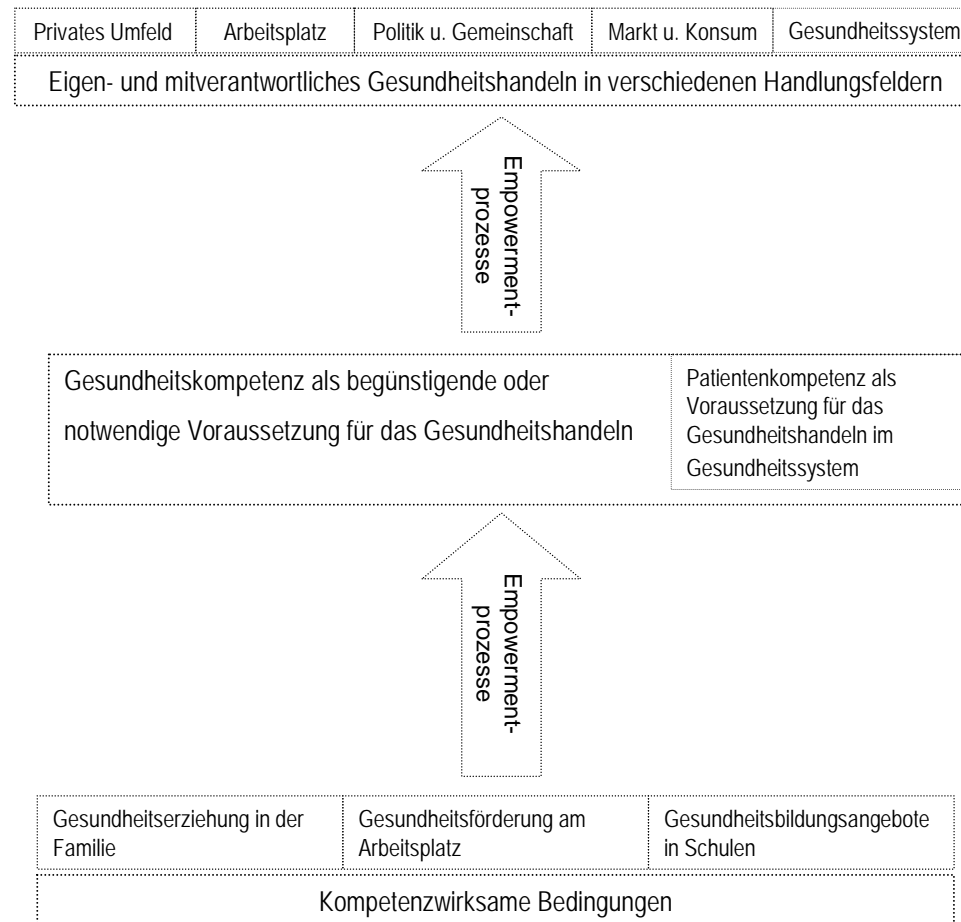 Privates Umfeld
Arbeitsplatz
Politik u. Gemeinschaft
Markt u. Konsum
Gesundheitssystem
Eigen- und mitverantwortliches Gesundheitshandeln in verschiedenen Handlungsfeldern
Empowerment-
prozesse
Gesundheitskompetenz als begünstigende oder
notwendige Voraussetzung für das Gesundheitshandeln
Patientenkompetenz als
Voraussetzung für das
Gesundheitshandeln im
Gesundheitssystem
Empowerment-
prozesse
Gesundheitserziehung in der
Familie
Gesundheitsförderung am
Arbeitsplatz
Gesundheitsbildungsangebote
in Schulen
Kompetenzwirksame Bedingungen